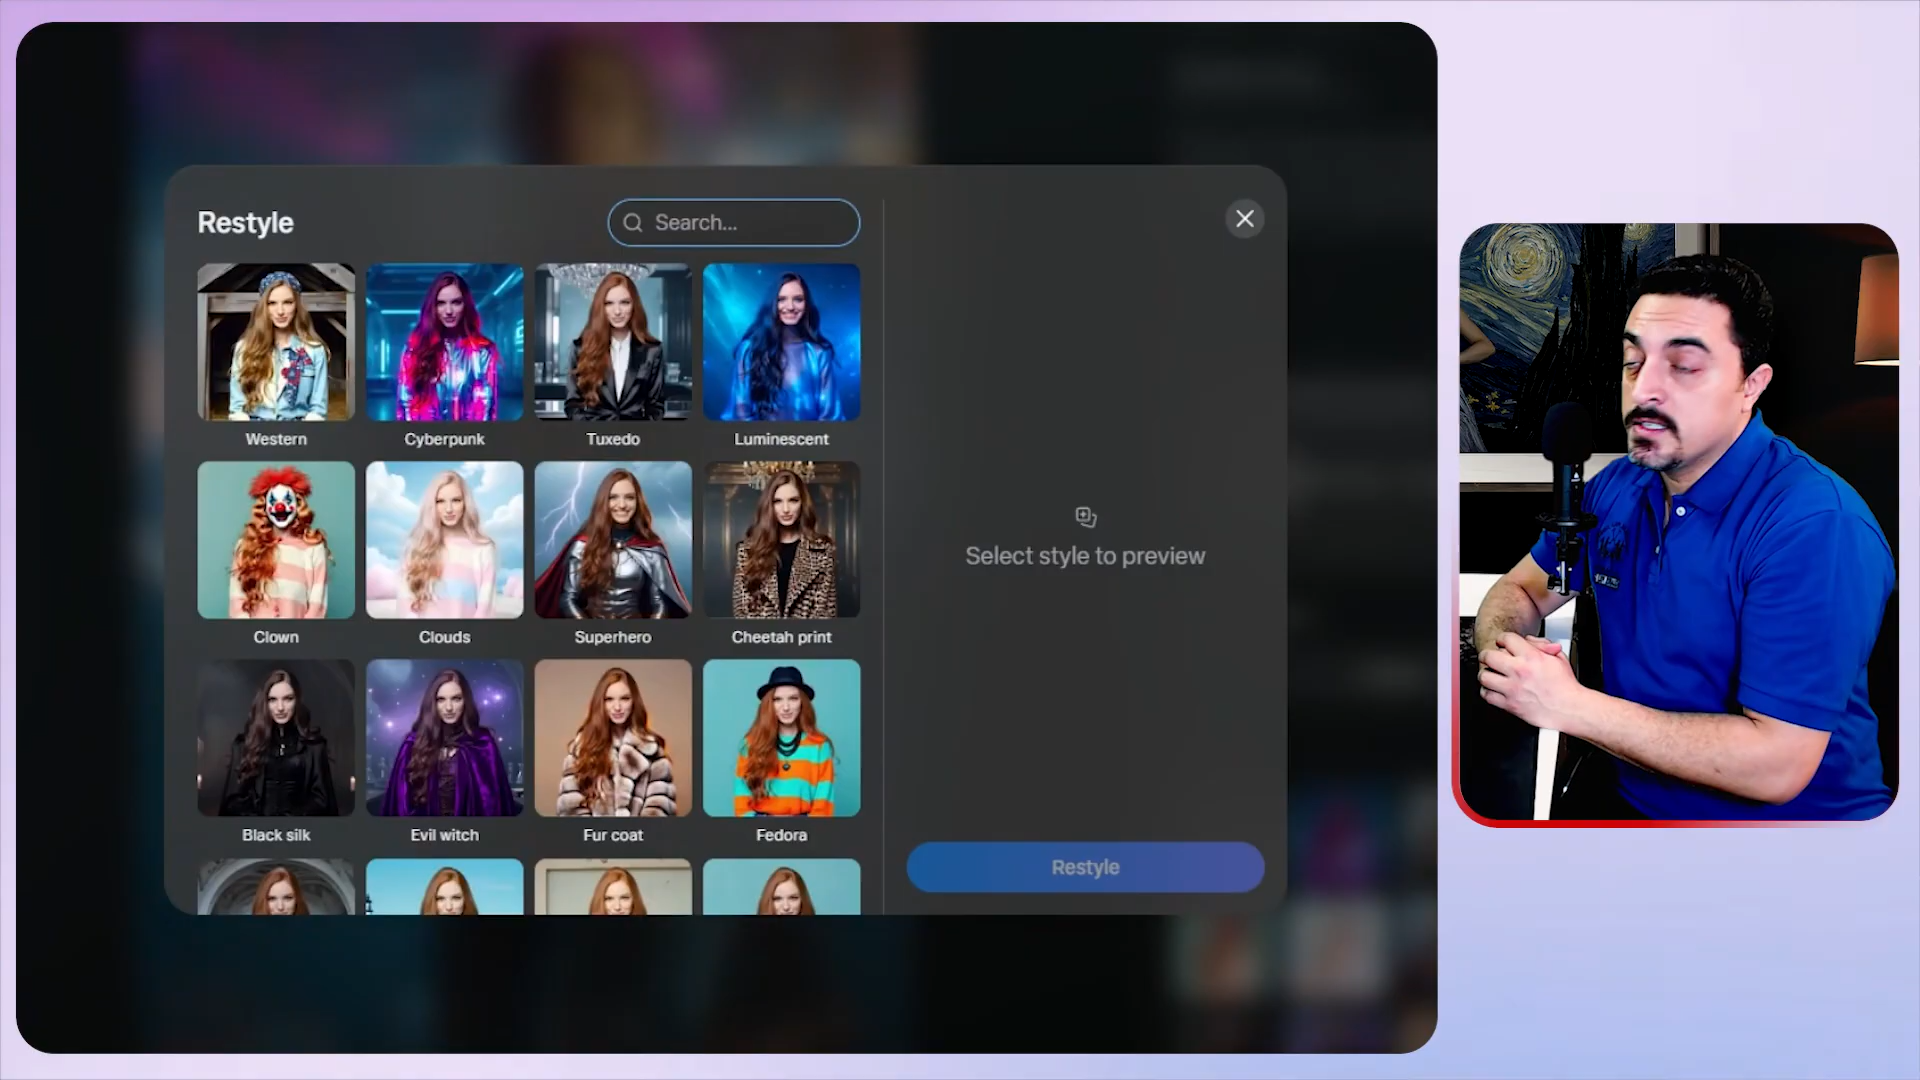 Restyle
Search...
Western
Cyberpunk
Tuxedo
Luminescent
Clown
Clouds
Superhero
Cheetah print
Black silk
Evil witch
Fur coat
Fedora
Select style to preview
Restyle